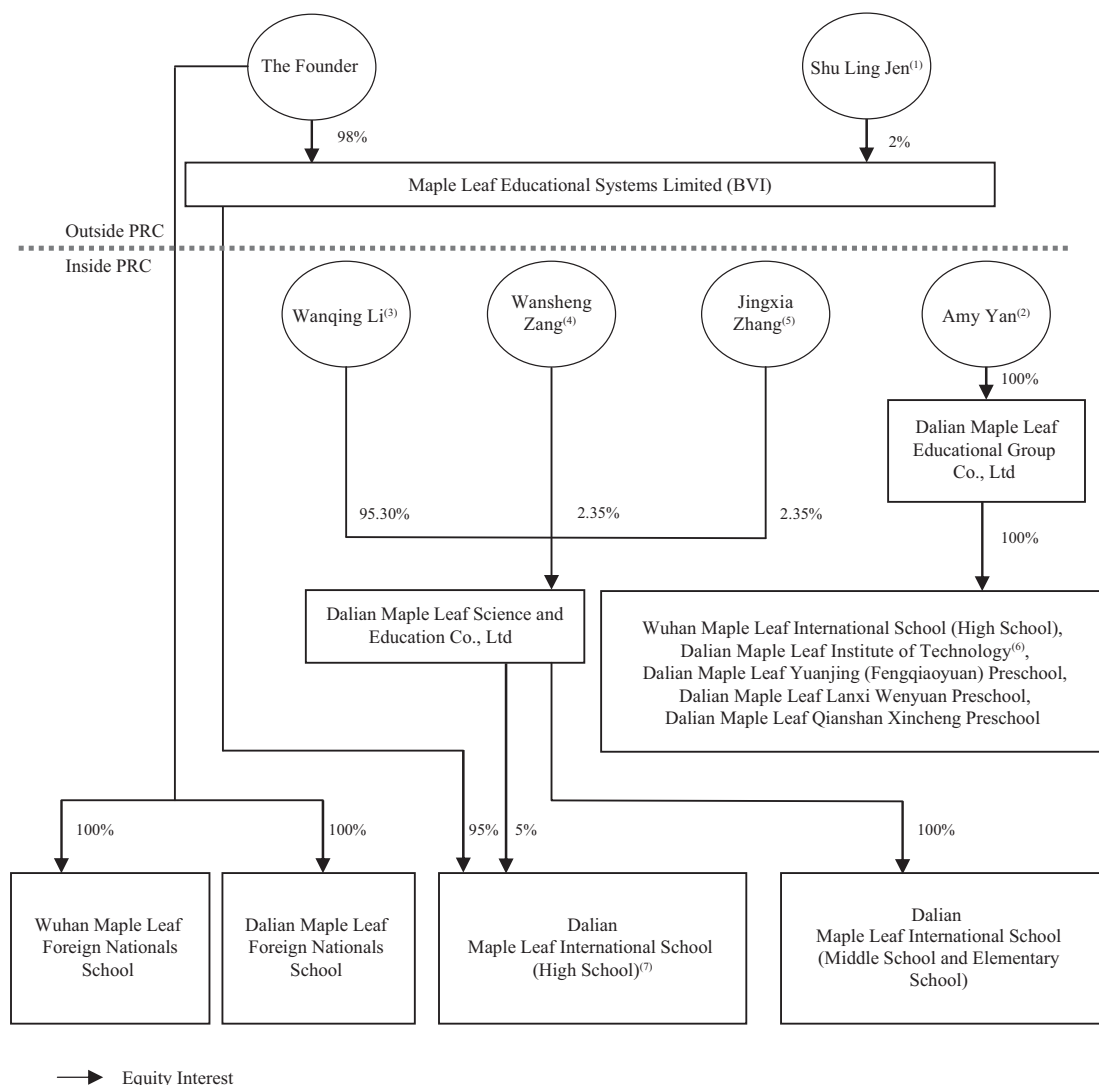 The Founder
Shu Ling Jen(1)
98%
2%
Maple Leaf Educational Systems Limited (BVI)
Outside PRC
Inside PRC
Wanqing Li(3)
Wansheng
Zang(4)
Jingxia
Zhang(5)
Amy Yan(2)
100%
Dalian Maple Leaf
Educational Group
Co., Ltd
95.30%
2.35%
2.35%
100%
Dalian Maple Leaf Science and
Education Co., Ltd
Wuhan Maple Leaf International School (High School),
Dalian Maple Leaf Institute of Technology(6),
Dalian Maple Leaf Yuanjing (Fengqiaoyuan) Preschool,
Dalian Maple Leaf Lanxi Wenyuan Preschool,
Dalian Maple Leaf Qianshan Xincheng Preschool
100%
100%
95%
5%
100%
Wuhan Maple Leaf
Foreign Nationals
School
Dalian Maple Leaf
Foreign Nationals
School
Dalian
Maple Leaf International School
(High School)(7)
Dalian
Maple Leaf International School
(Middle School and Elementary
School)
Equity Interest